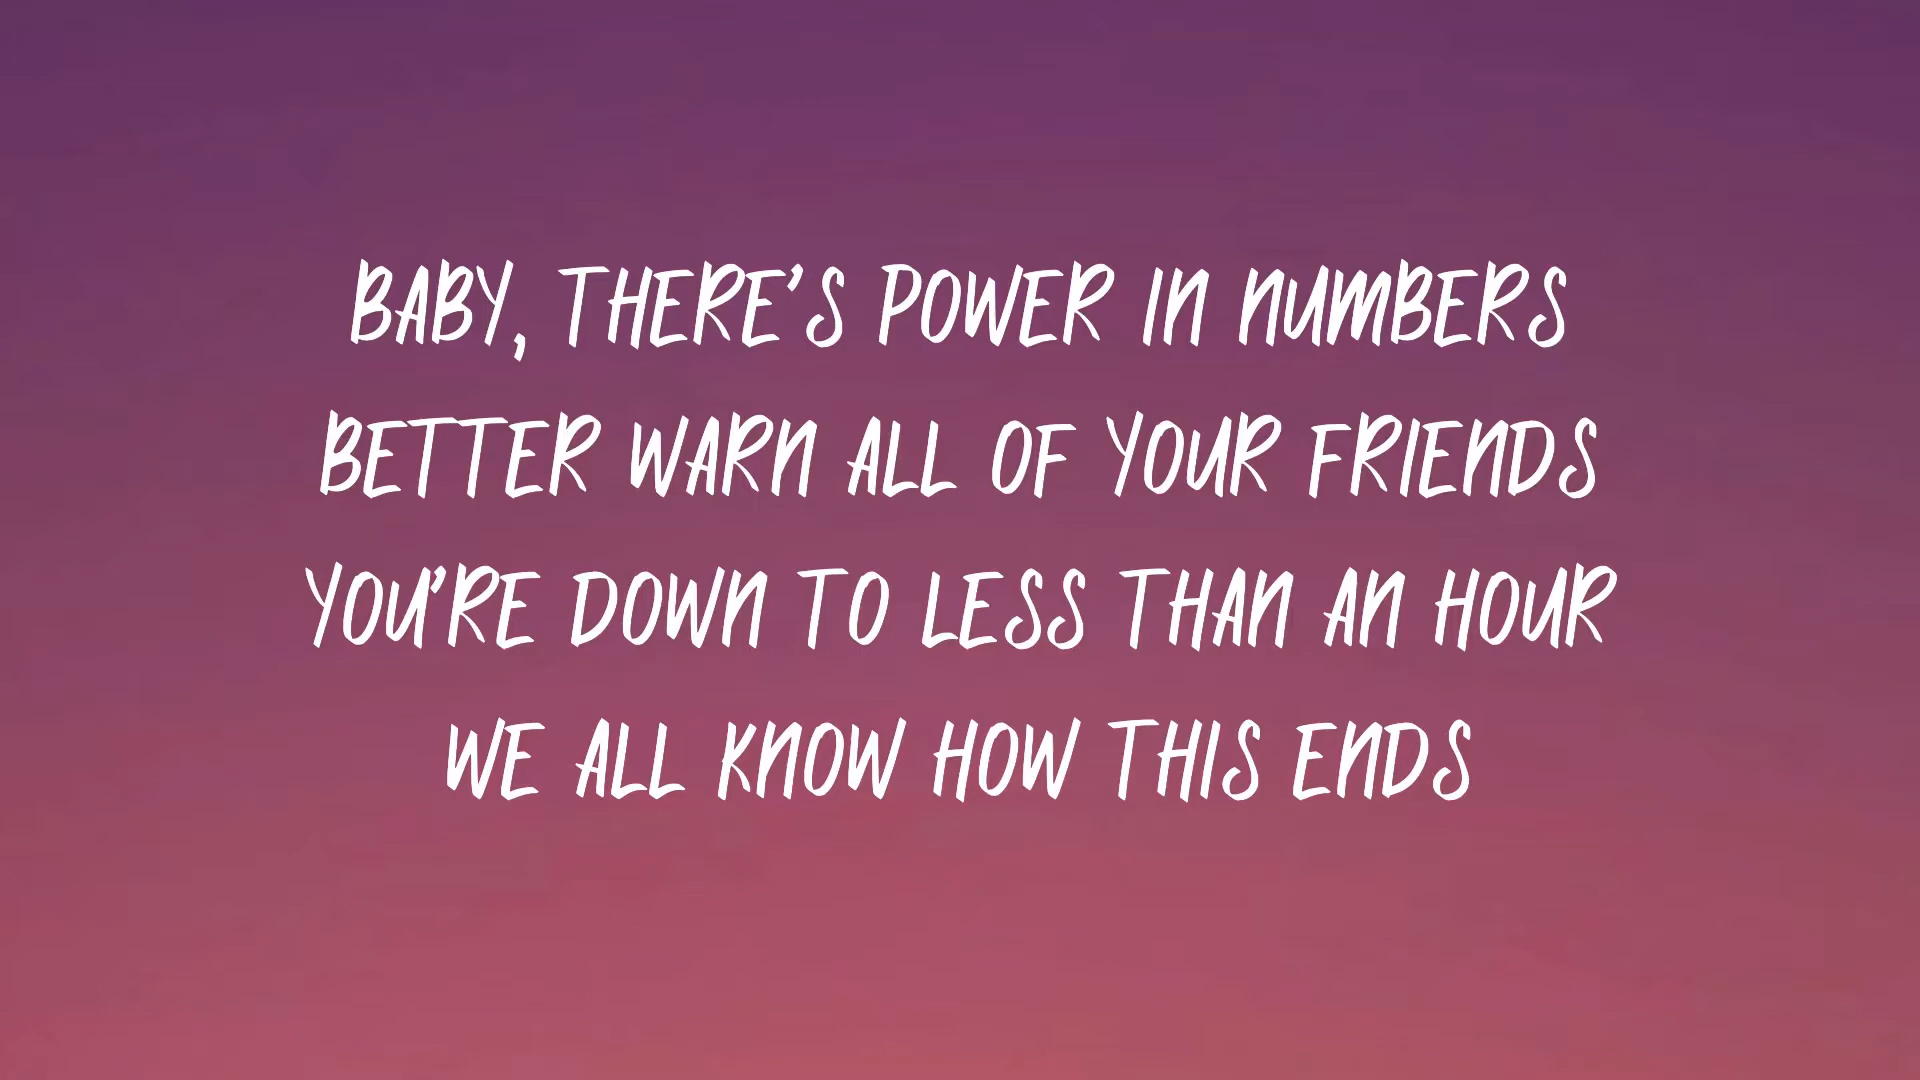 BABY, THERE'S POWER IN NUMBERS
BETTER WARN ALL OF YOUR FRIENDS
YOU'RE DOWN TO LESS THAN AN HOUR
WE ALL KNOW HOW THIS ENDS